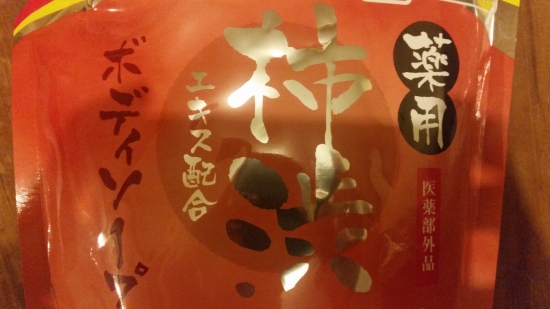 薬用
医薬部外品
柿渋
エキス配合
ボディソープ